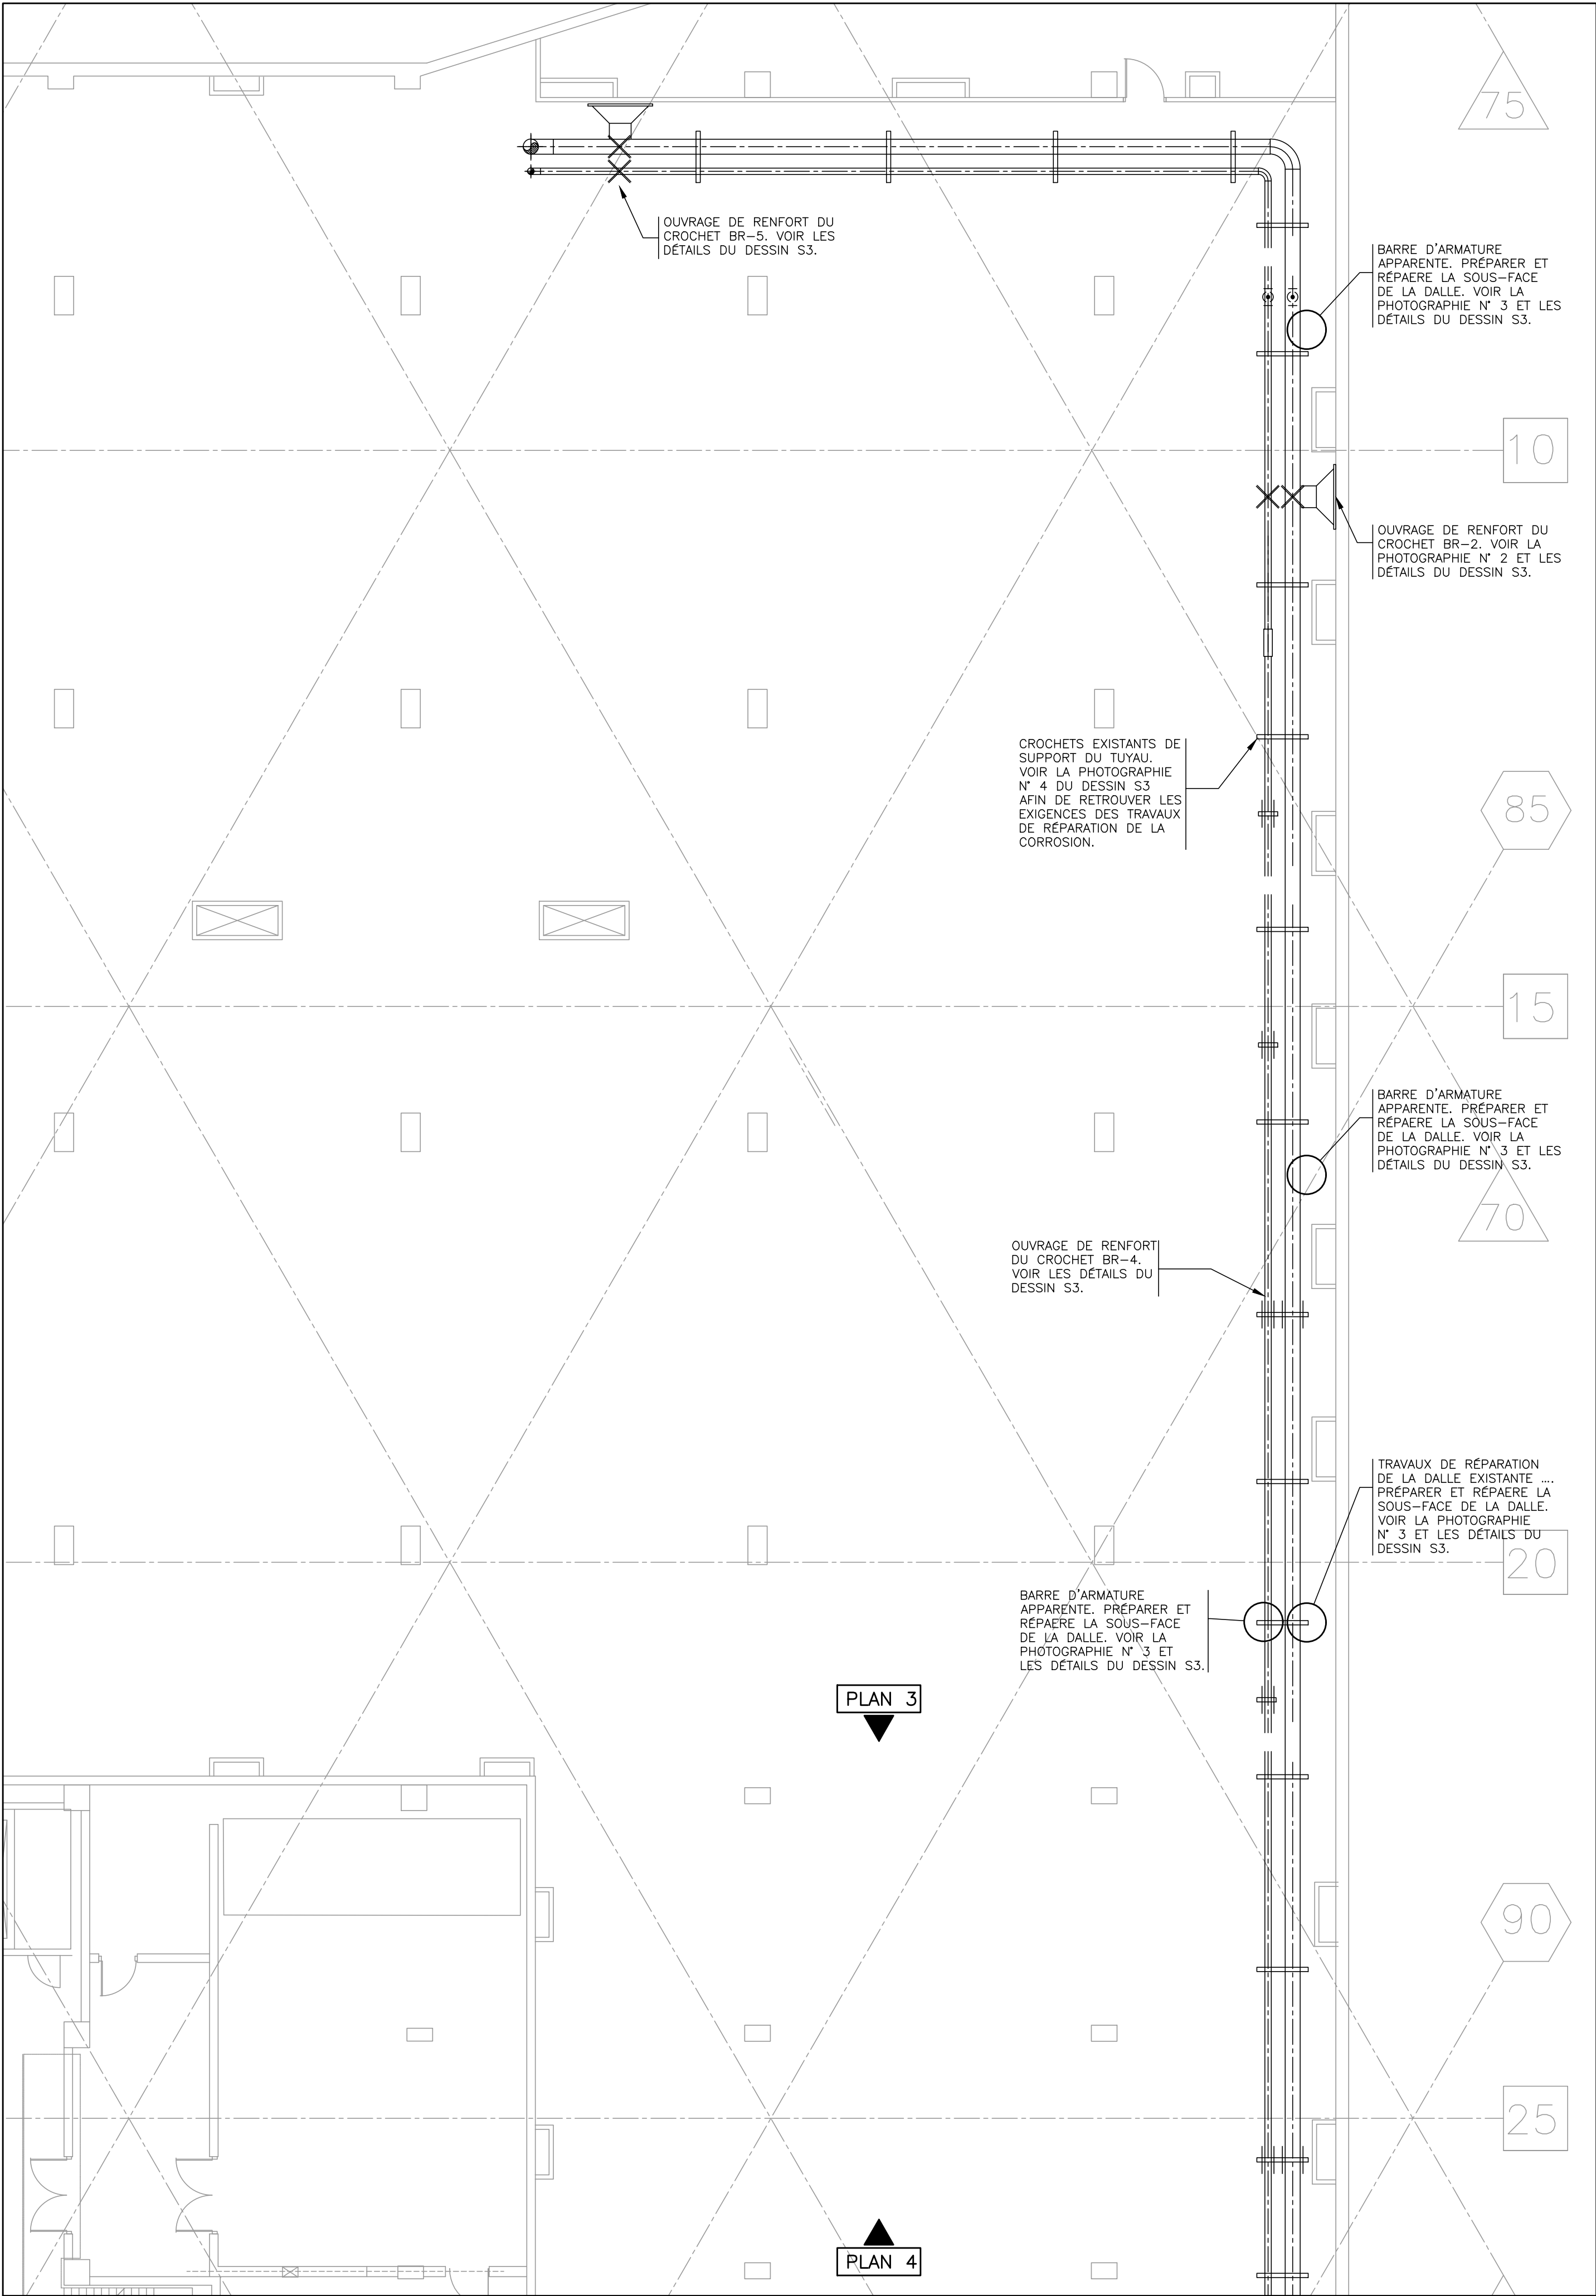 75
OUVRAGE DE RENFORT DU
CROCHET BR-5. VOIR LES
DÉTAILS DU DESSIN S3.
BARRE D'ARMATURE
APPARENTE. PRÉPARER ET
RÉPAERE LA SOUS-FACE
DE LA DALLE. VOIR LA
PHOTOGRAPHIE N° 3 ET LES
DÉTAILS DU DESSIN S3.
10
OUVRAGE DE RENFORT DU
CROCHET BR-2. VOIR LA
PHOTOGRAPHIE N° 2 ET LES
DÉTAILS DU DESSIN S3.
CROCHETS EXISTANTS DE
SUPPORT DU TUYAU.
VOIR LA PHOTOGRAPHIE
N° 4 DU DESSIN S3
AFIN DE RETROUVER LES
EXIGENCES DES TRAVAUX
DE RÉPARATION DE LA
CORROSION.
85
15
BARRE D'ARMATURE
APPARENTE. PRÉPARER ET
RÉPAERE LA SOUS-FACE
DE LA DALLE. VOIR LA
PHOTOGRAPHIE N° 3 ET LES
DÉTAILS DU DESSIN S3.
70
OUVRAGE DE RENFORT
DU CROCHET BR-4.
VOIR LES DÉTAILS DU
DESSIN S3.
TRAVAUX DE RÉPARATION
DE LA DALLE EXISTANTE ....
PRÉPARER ET RÉPAERE LA
SOUS-FACE DE LA DALLE.
VOIR LA PHOTOGRAPHIE
N° 3 ET LES DÉTAILS DU
DESSIN S3.
20
BARRE D'ARMATURE
APPARENTE. PRÉPARER ET
RÉPAERE LA SOUS-FACE
DE LA DALLE. VOIR LA
PHOTOGRAPHIE N° 3 ET
LES DÉTAILS DU DESSIN S3.
PLAN 3
90
25
PLAN 4